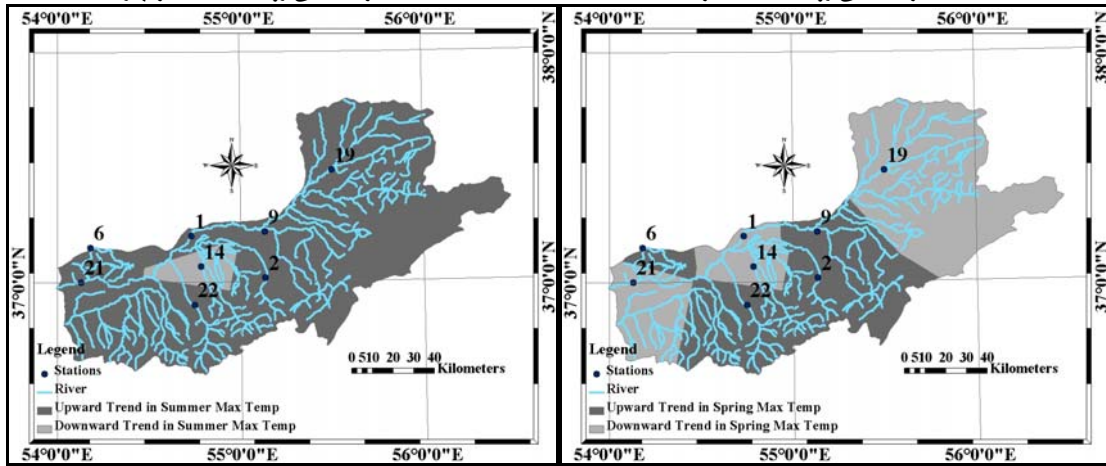 54°0'0"E 55°0'0"E 56°0'0"E
38°0'0"N
37°0'0"N
19
1
9
6
14
2
21
22
Legend
Stations
River
Upward Trend in Summer Max Temp
Downward Trend in Summer Max Temp
0 5 10 20 30 40
Kilometers
54°0'0"E 55°0'0"E 56°0'0"E
54°0'0"E 55°0'0"E 56°0'0"E
38°0'0"N
37°0'0"N
19
1
9
6
14
2
21
22
Legend
Stations
River
Upward Trend in Spring Max Temp
Downward Trend in Spring Max Temp
0 5 10 20 30 40
Kilometers
54°0'0"E 55°0'0"E 56°0'0"E